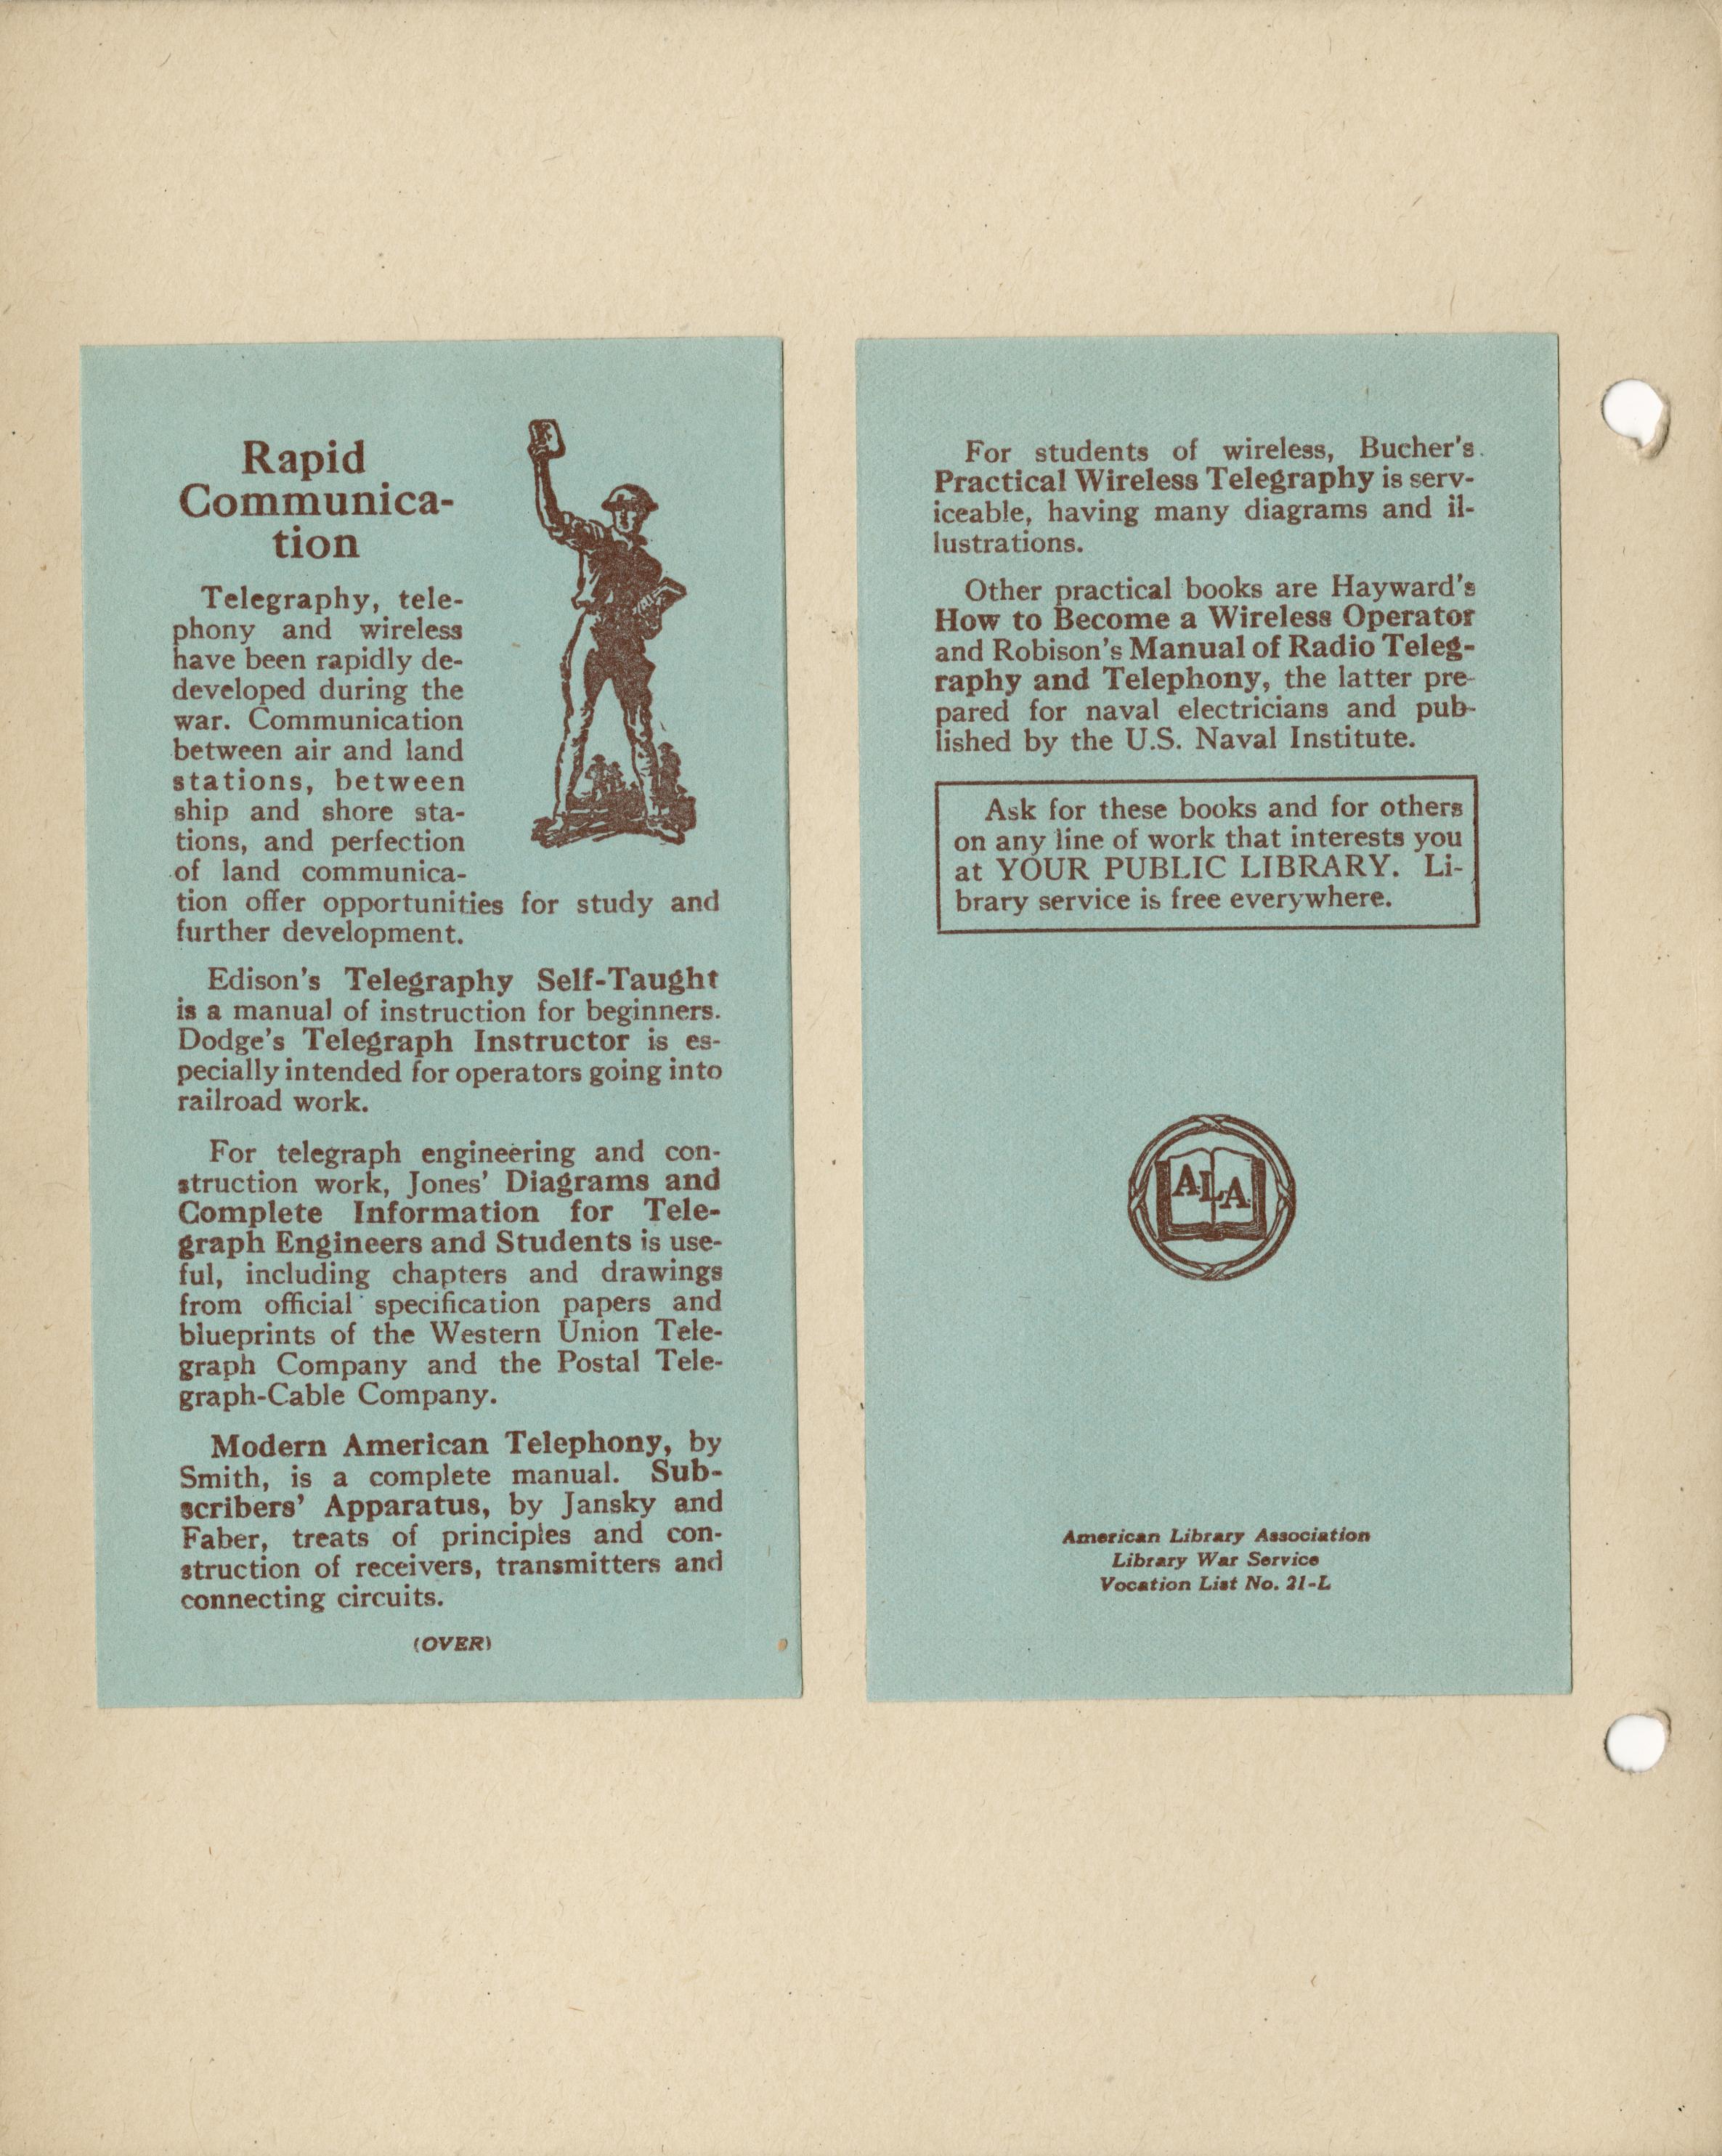 Rapid
Communica-
tion
Telegraphy, tele-
phony and wireless
have been rapidly de-
developed during the
war. Communication
between air and land
stations, between
ship and shore sta-
tions, and perfection
of land communica-
tion offer opportunities for study and
further development.
Edison's Telegraphy Self-Taught
is a manual of instruction for beginners.
Dodge's Telegraph Instructor is es-
pecially intended for operators going into
railroad work.
For telegraph engineering and con-
struction work, Jones' Diagrams and
Complete Information for Tele-
graph Engineers and Students is use-
ful, including chapters and drawings
from official specification papers and
blueprints of the Western Union Tele-
graph Company and the Postal Tele-
graph-Cable Company.
Modern American Telephony, by
Smith, is a complete manual. Sub-
scribers' Apparatus, by Jansky and
Faber, treats of principles and con-
struction of receivers, transmitters and
connecting circuits.
(OVER)
For students of wireless, Bucher's
Practical Wireless Telegraphy is serv-
iceable, having many diagrams and il-
lustrations.
Other practical books are Hayward's
How to Become a Wireless Operator
and Robison's Manual of Radio Teleg-
raphy and Telephony, the latter pre-
pared for naval electricians and pub-
lished by the U.S. Naval Institute.
Ask for these books and for others
on any line of work that interests you
at YOUR PUBLIC LIBRARY. Li-
brary service is free everywhere.
ALA
American Library Association
Library War Service
Vocation List No. 21-L